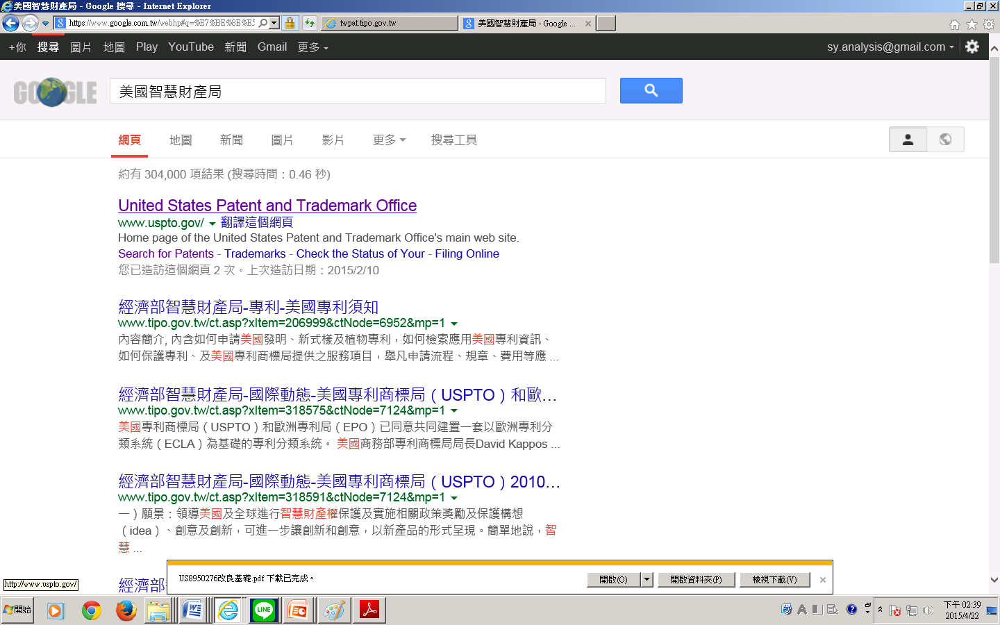 美國智慧財產局 - Google 搜尋 - Internet Explorer
https://www.google.com.tw/webhp#q=%E7%BE%8E%E5
twpat.tipo.gov.tw
美國智慧財產局 - Google ...
+你 搜尋 圖片 地圖 Play YouTube 新聞 Gmail 更多
sy.analysis@gmail.com
GOOGLE
美國智慧財產局
網頁 地圖 新聞 圖片 影片 更多 搜尋工具
約有 304,000 項結果 (搜尋時間：0.46 秒)
United States Patent and Trademark Office
www.uspto.gov/ 翻譯這個網頁
Home page of the United States Patent and Trademark Office's main web site.
Search for Patents - Trademarks - Check the Status of Your - Filing Online
您已造訪這個網頁 2 次。上次造訪日期：2015/2/10
經濟部智慧財產局-專利-美國專利須知
www.tipo.gov.tw/ct.asp?xItem=206999&ctNode=6952&mp=1
內容簡介, 內含如何申請美國發明、新式樣及植物專利，如何檢索應用美國專利資訊、
如何保護專利、及美國專利商標局提供之服務項目，舉凡申請流程、規章、費用等應 ...
經濟部智慧財產局-國際動態-美國專利商標局（USPTO）和歐...
www.tipo.gov.tw/ct.asp?xItem=318575&ctNode=7124&mp=1
美國專利商標局（USPTO）和歐洲專利局（EPO）已同意共同建置一套以歐洲專利分
類系統（ECLA）為基礎的專利分類系統。 美國商務部專利商標局局長David Kappos ...
經濟部智慧財產局-國際動態-美國專利商標局（USPTO）2010...
www.tipo.gov.tw/ct.asp?xItem=318591&ctNode=7124&mp=1
一）願景：領導美國及全球進行智慧財產權保護及實施相關政策獎勵及保護構想
（idea）、創意及創新，可進一步讓創新和創意，以新產品的形式呈現。簡單地說，智
慧 ...
經濟部
US8950276改良基礎.pdf 下載已完成。
開啟(O) 開啟資料夾(P) 檢視下載(V)
http://www.uspto.gov/
開始
LINE
下午 02:39
2015/4/22